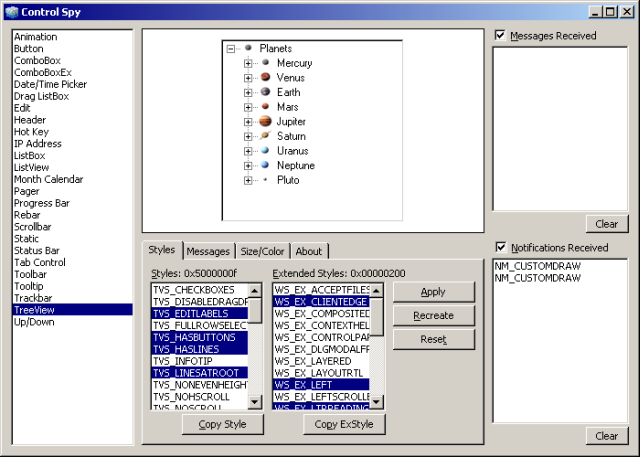 Control Spy
Animation
Button
ComboBox
ComboBoxEx
Date/Time Picker
Drag ListBox
Edit
Header
Hot Key
IP Address
ListBox
ListView
Month Calendar
Pager
Progress Bar
Rebar
Scrollbar
Static
Status Bar
Tab Control
Toolbar
Tooltip
Trackbar
TreeView
Up/Down
Planets
Mercury
Venus
Earth
Mars
Jupiter
Saturn
Uranus
Neptune
Pluto
Styles Messages Size/Color About
Styles: 0x5000000f
TVS_CHECKBOXES
TVS_DISABLEDRAGDR
TVS_EDITLABELS
TVS_FULLROWSELEC
TVS_HASBUTTONS
TVS_HASLINES
TVS_INFOTIP
TVS_LINESATROOT
TVS_NONEVENHEIGH
TVS_NOHSCROLL
TVS_NOSCROLL
Copy Style
Extended Styles: 0x00000200
WS_EX_ACCEPTFILES
WS_EX_CLIENTEDGE
WS_EX_COMPOSITED
WS_EX_CONTEXTHEL
WS_EX_CONTROLPAR
WS_EX_DLGMODALFR
WS_EX_LAYERED
WS_EX_LAYOUTRTL
WS_EX_LEFT
WS_EX_LEFTSCROLLB
WS_EX_LTRREADING
Copy ExStyle
Apply
Recreate
Reset
Messages Received
Clear
Notifications Received
NM_CUSTOMDRAW
NM_CUSTOMDRAW
Clear